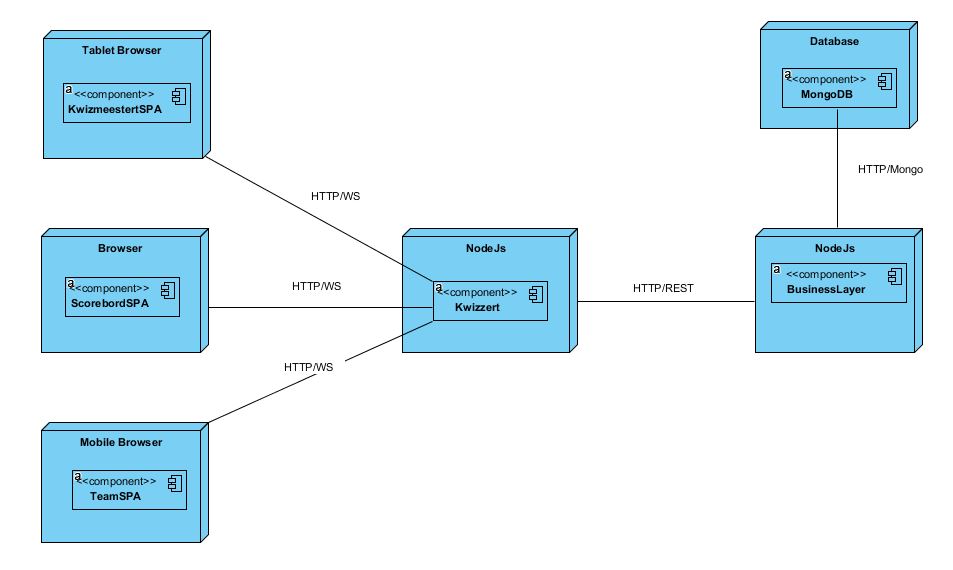 Tablet Browser
a
<<component>>
KwizmeestertSPA
Database
a
<<component>>
MongoDB
HTTP/Mongo
HTTP/WS
Browser
a
<<component>>
ScorebordSPA
HTTP/WS
NodeJs
a
<<component>>
Kwizzert
HTTP/REST
NodeJs
a
<<component>>
BusinessLayer
HTTP/WS
Mobile Browser
a
<<component>>
TeamSPA